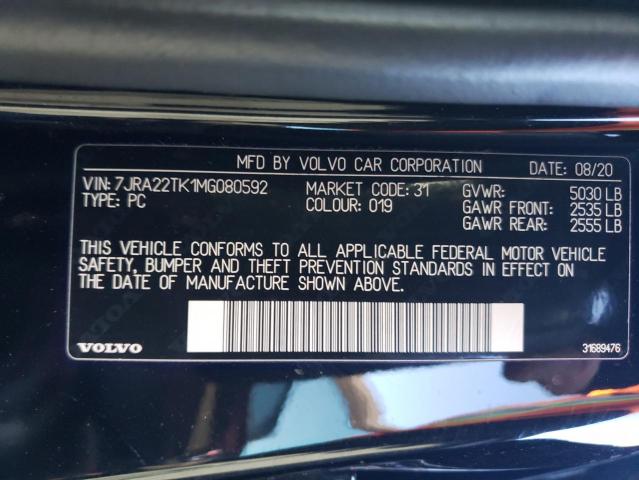 MFD BY VOLVO CAR CORPORATION DATE: 08/20
VIN: 7JRA22TK1MG080592 MARKET CODE: 31 GVWR: 5030 LB
TYPE: PC COLOUR: 019 GAWR FRONT: 2535 LB
GAWR REAR: 2555 LB
THIS VEHICLE CONFORMS TO ALL APPLICABLE FEDERAL MOTOR VEHICLE
SAFETY, BUMPER AND THEFT PREVENTION STANDARDS IN EFFECT ON
THE DATE OF MANUFACTURE SHOWN ABOVE.
VOLVO 31689476